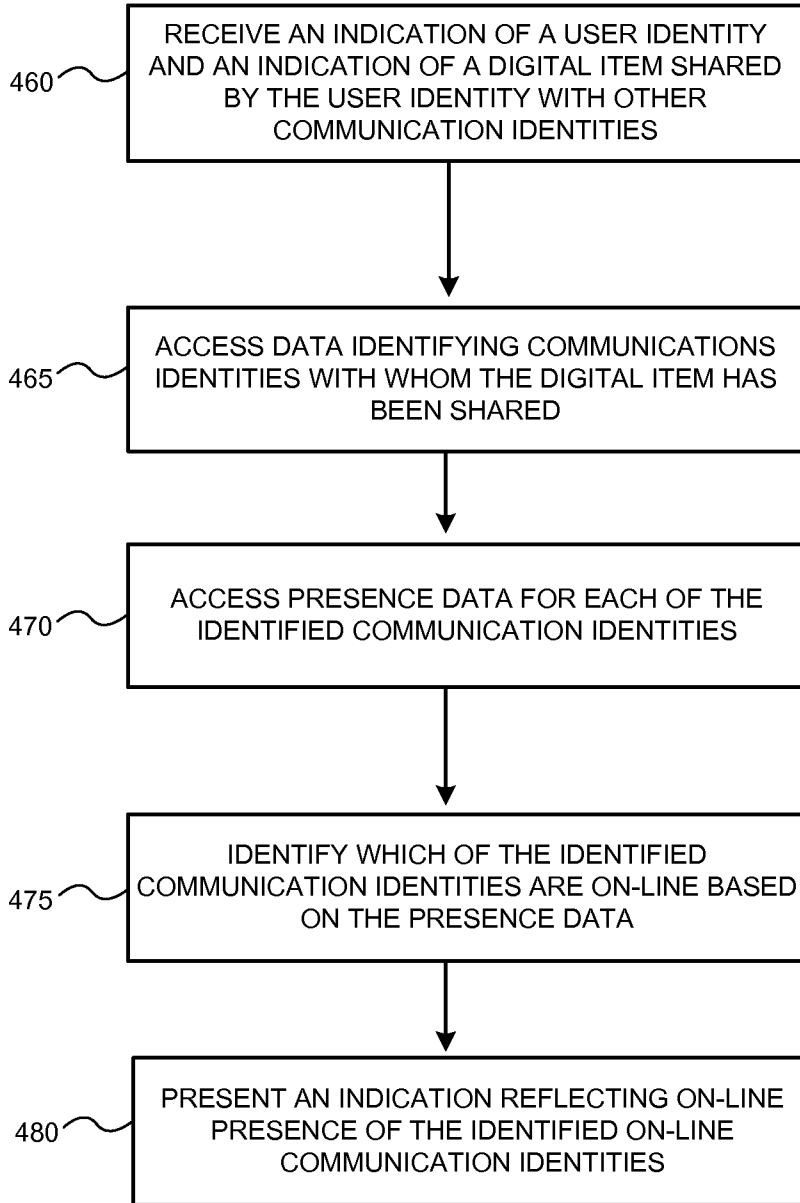 460
RECEIVE AN INDICATION OF A USER IDENTITY
AND AN INDICATION OF A DIGITAL ITEM SHARED
BY THE USER IDENTITY WITH OTHER
COMMUNICATION IDENTITIES
465
ACCESS DATA IDENTIFYING COMMUNICATIONS
IDENTITIES WITH WHOM THE DIGITAL ITEM HAS
BEEN SHARED
470
ACCESS PRESENCE DATA FOR EACH OF THE
IDENTIFIED COMMUNICATION IDENTITIES
475
IDENTIFY WHICH OF THE IDENTIFIED
COMMUNICATION IDENTITIES ARE ON-LINE BASED
ON THE PRESENCE DATA
480
PRESENT AN INDICATION REFLECTING ON-LINE
PRESENCE OF THE IDENTIFIED ON-LINE
COMMUNICATION IDENTITIES